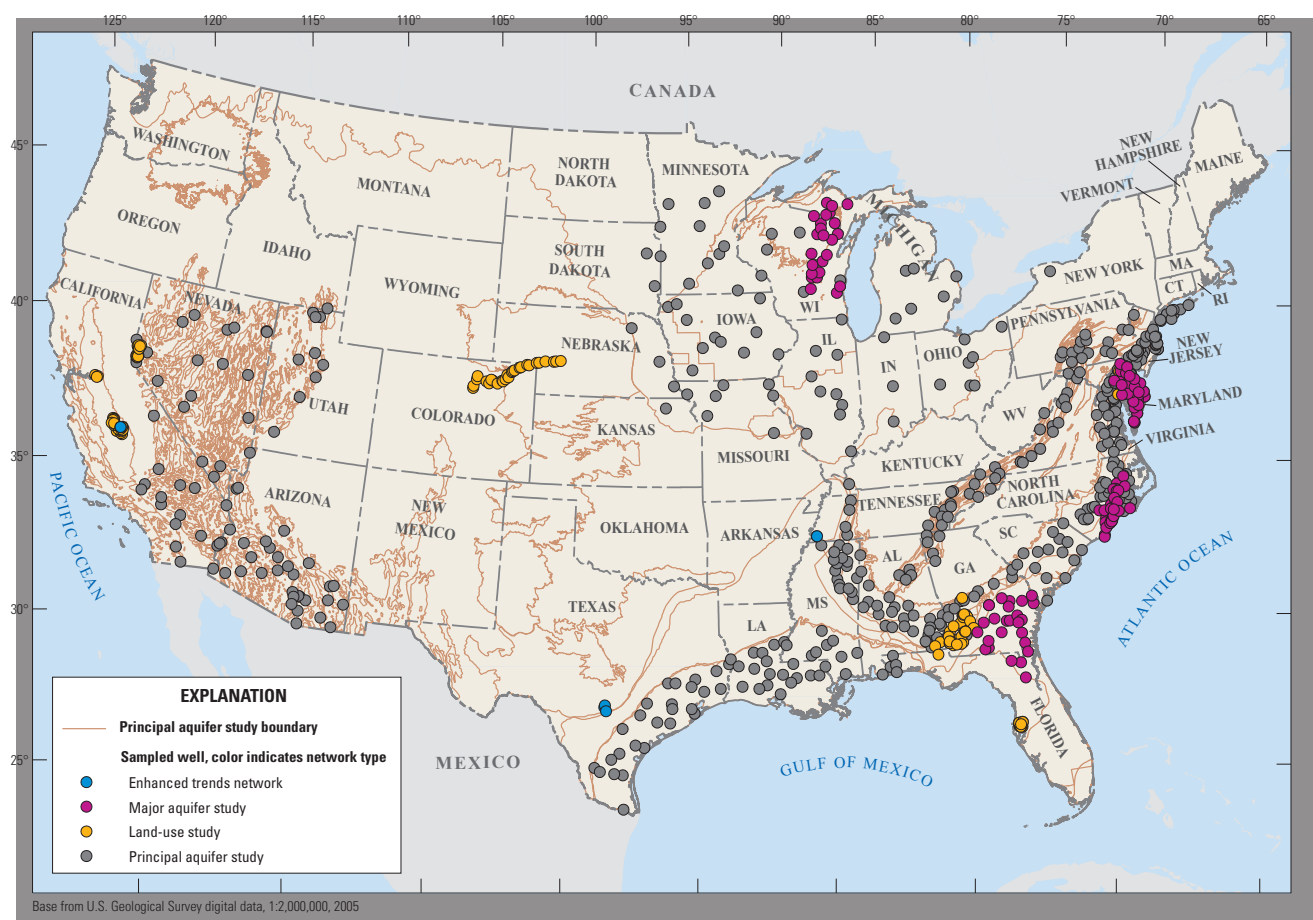 125° 120° 115° 110° 105° 100° 95° 90° 85° 80° 75° 70° 65°
45°
40°
35°
30°
25°
CANADA
WASHINGTON
OREGON
CALIFORNIA
NEVADA
IDAHO
MONTANA
WYOMING
UTAH
COLORADO
ARIZONA
NEW
MEXICO
NORTH
DAKOTA
SOUTH
DAKOTA
NEBRASKA
KANSAS
OKLAHOMA
TEXAS
MINNESOTA
IOWA
MISSOURI
ARKANSAS
LA
WI
IL
MICHIGAN
IN
OHIO
KENTUCKY
TENNESSEE
MS
AL
GA
FLORIDA
SC
NORTH
CAROLINA
VIRGINIA
WV
MARYLAND
NEW
JERSEY
PENNSYLVANIA
NEW YORK
CT
RI
MA
VERMONT
NEW
HAMPSHIRE
MAINE
PACIFIC OCEAN
ATLANTIC OCEAN
GULF OF MEXICO
MEXICO
EXPLANATION
Principal aquifer study boundary
Sampled well, color indicates network type
Enhanced trends network
Major aquifer study
Land-use study
Principal aquifer study
Base from U.S. Geological Survey digital data, 1:2,000,000, 2005